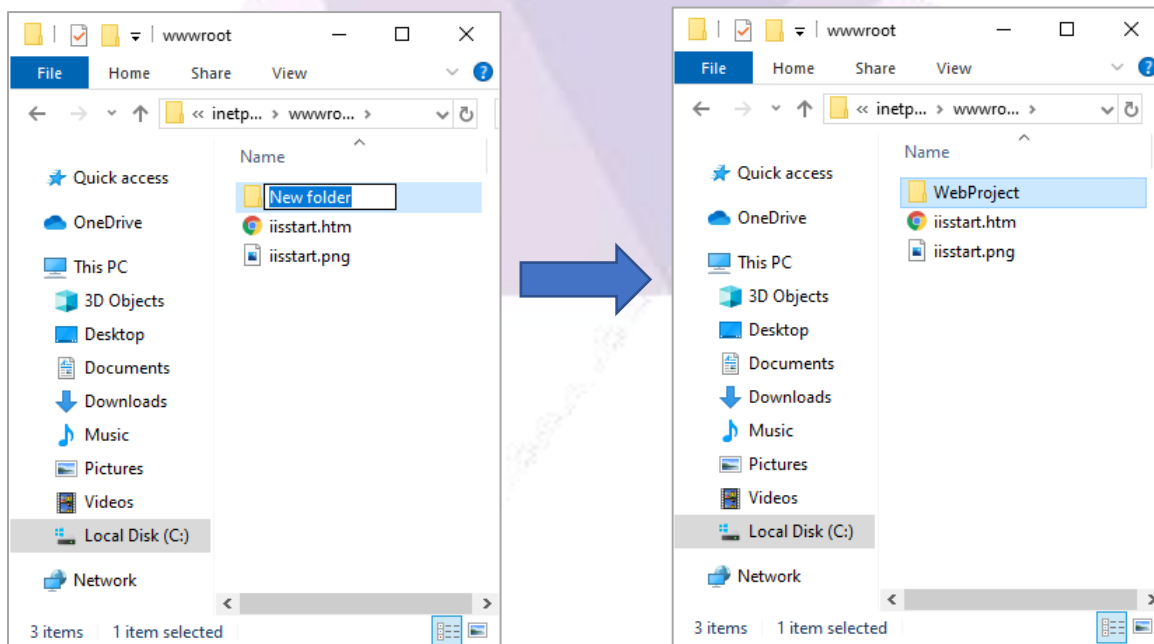 wwwroot
File Home Share View
« inetp... > wwwro... >
Name
Quick access
OneDrive
This PC
3D Objects
Desktop
Documents
Downloads
Music
Pictures
Videos
Local Disk (C:)
Network
New folder
iisstart.htm
iisstart.png
3 items 1 item selected
wwwroot
File Home Share View
« inetp... > wwwro... >
Name
Quick access
OneDrive
This PC
3D Objects
Desktop
Documents
Downloads
Music
Pictures
Videos
Local Disk (C:)
Network
WebProject
iisstart.htm
iisstart.png
3 items 1 item selected